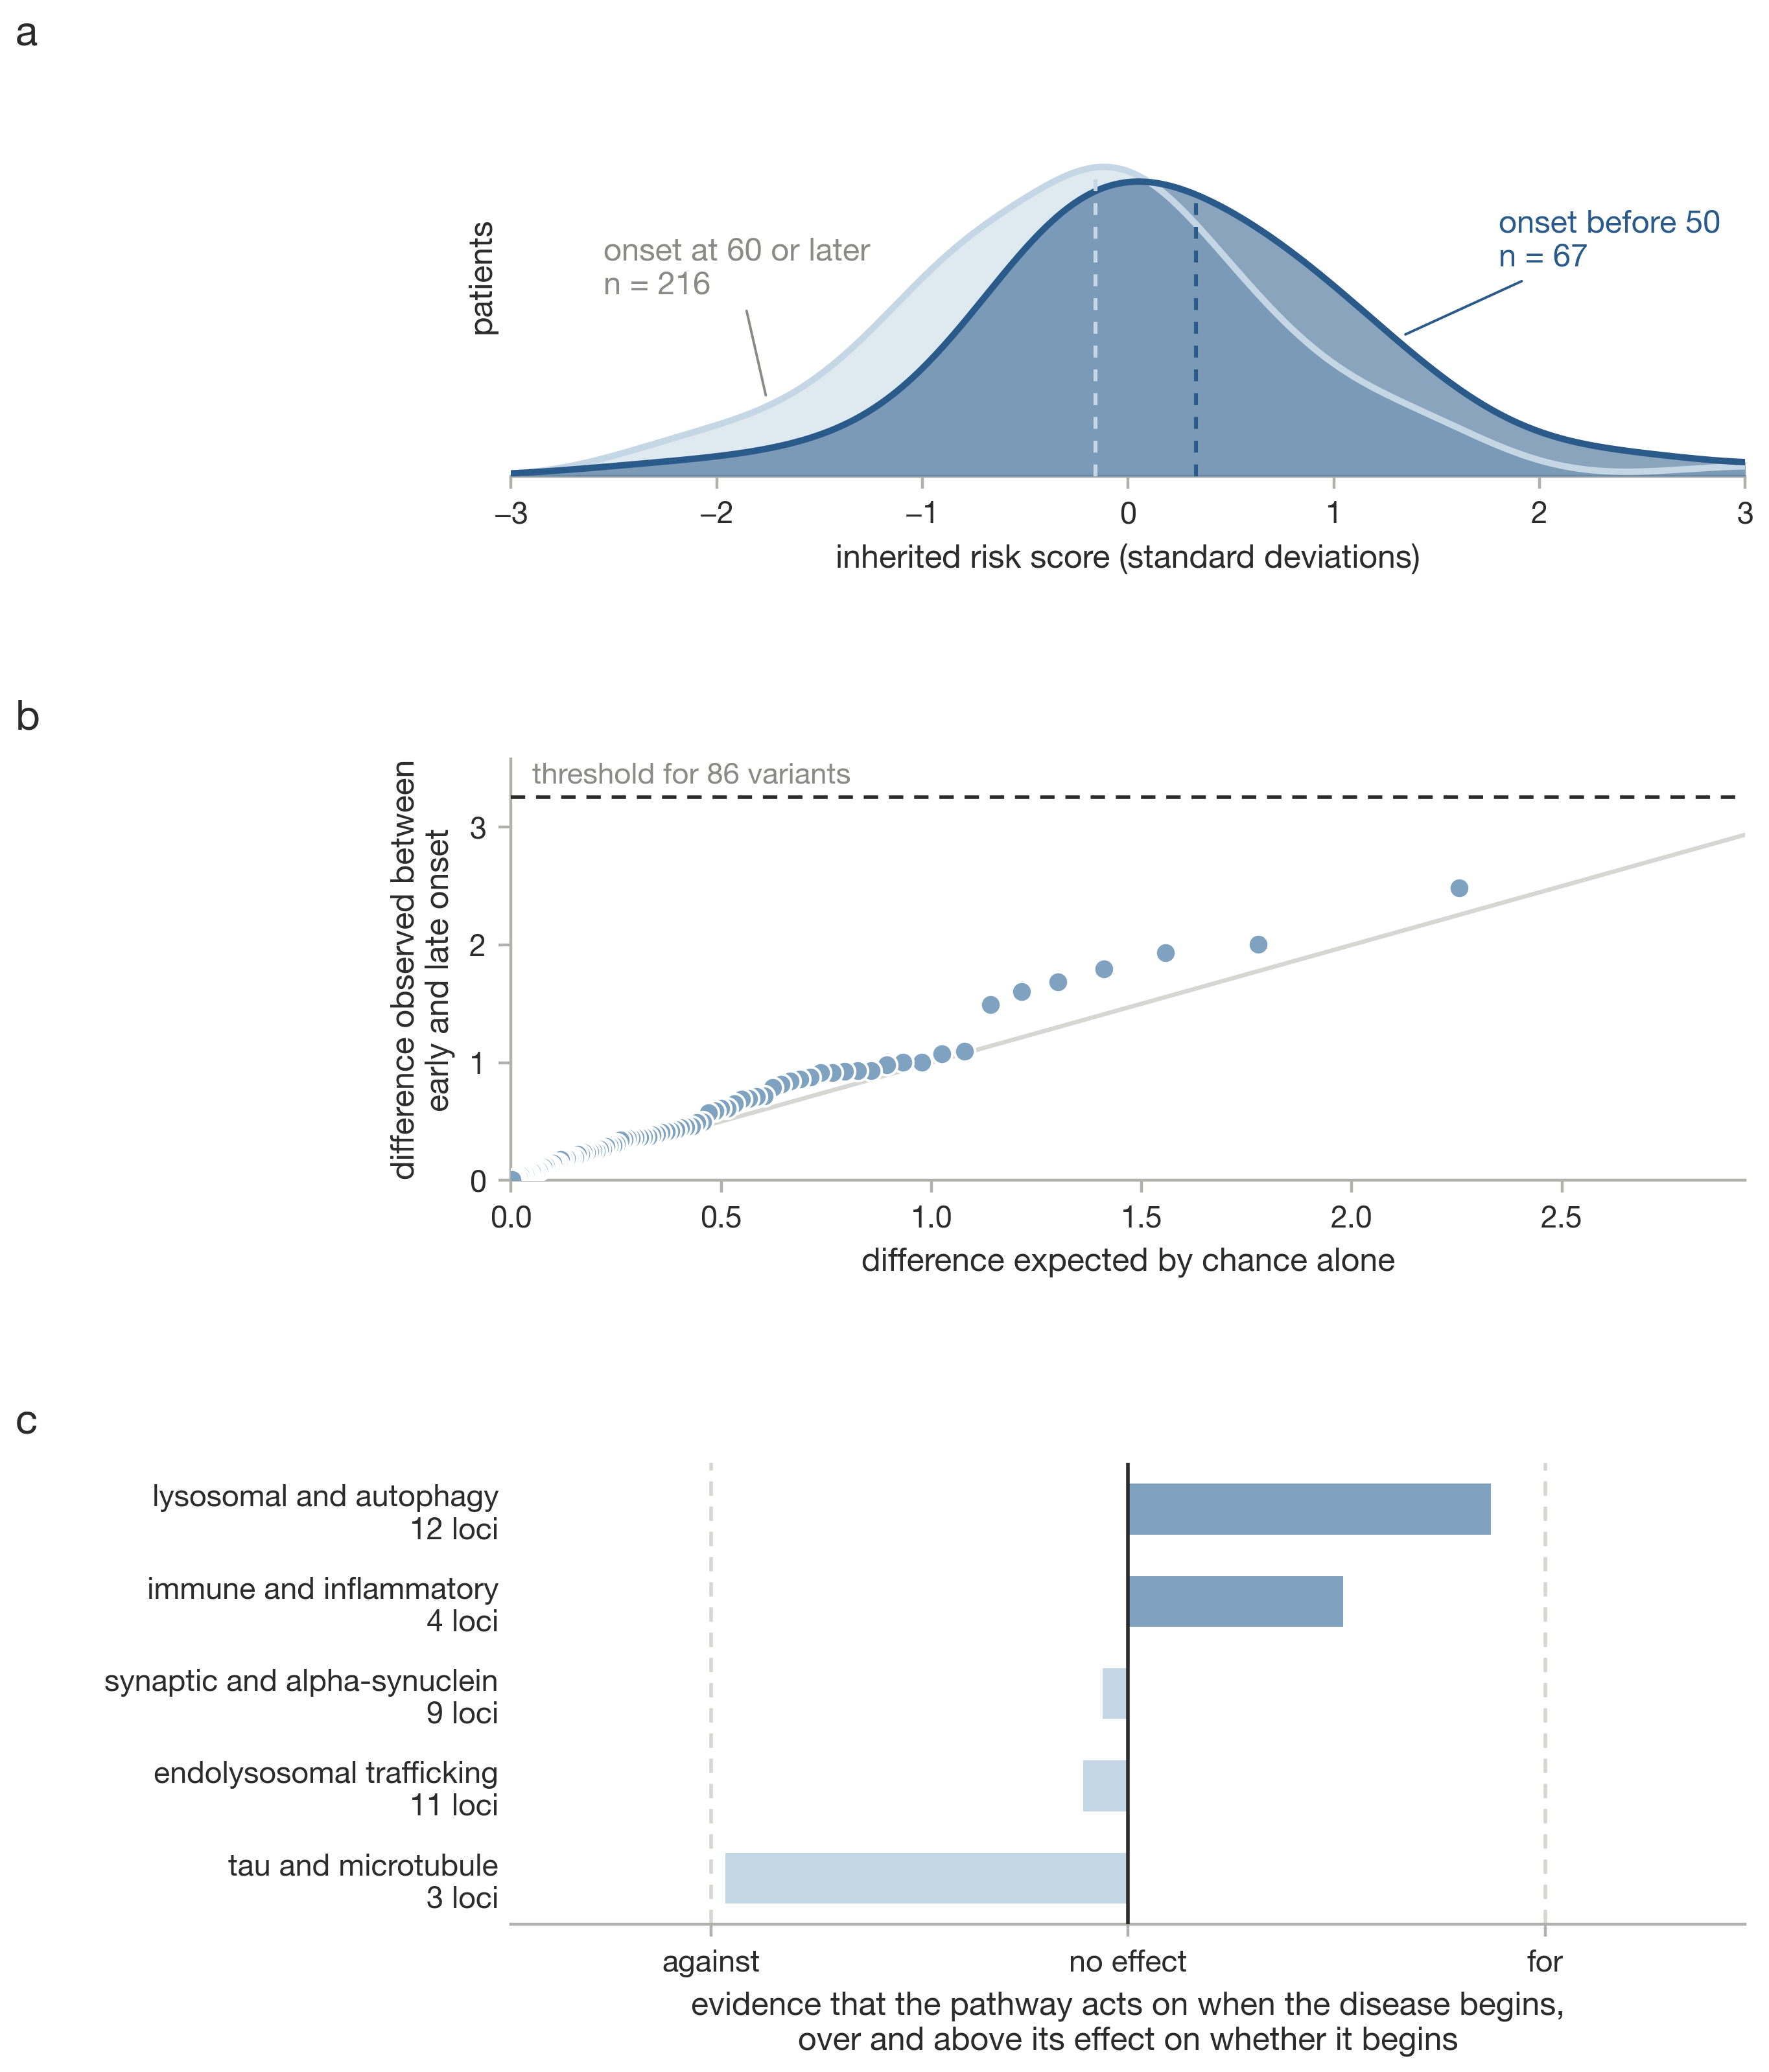 a
patients
onset at 60 or later
n = 216
onset before 50
n = 67
−3
−2
−1
0
1
2
3
inherited risk score (standard deviations)
b
difference observed between
early and late onset
threshold for 86 variants
3
2
1
0
0.0
0.5
1.0
1.5
2.0
2.5
difference expected by chance alone
c
lysosomal and autophagy
12 loci
immune and inflammatory
4 loci
synaptic and alpha-synuclein
9 loci
endolysosomal trafficking
11 loci
tau and microtubule
3 loci
against
no effect
for
evidence that the pathway acts on when the disease begins,
over and above its effect on whether it begins